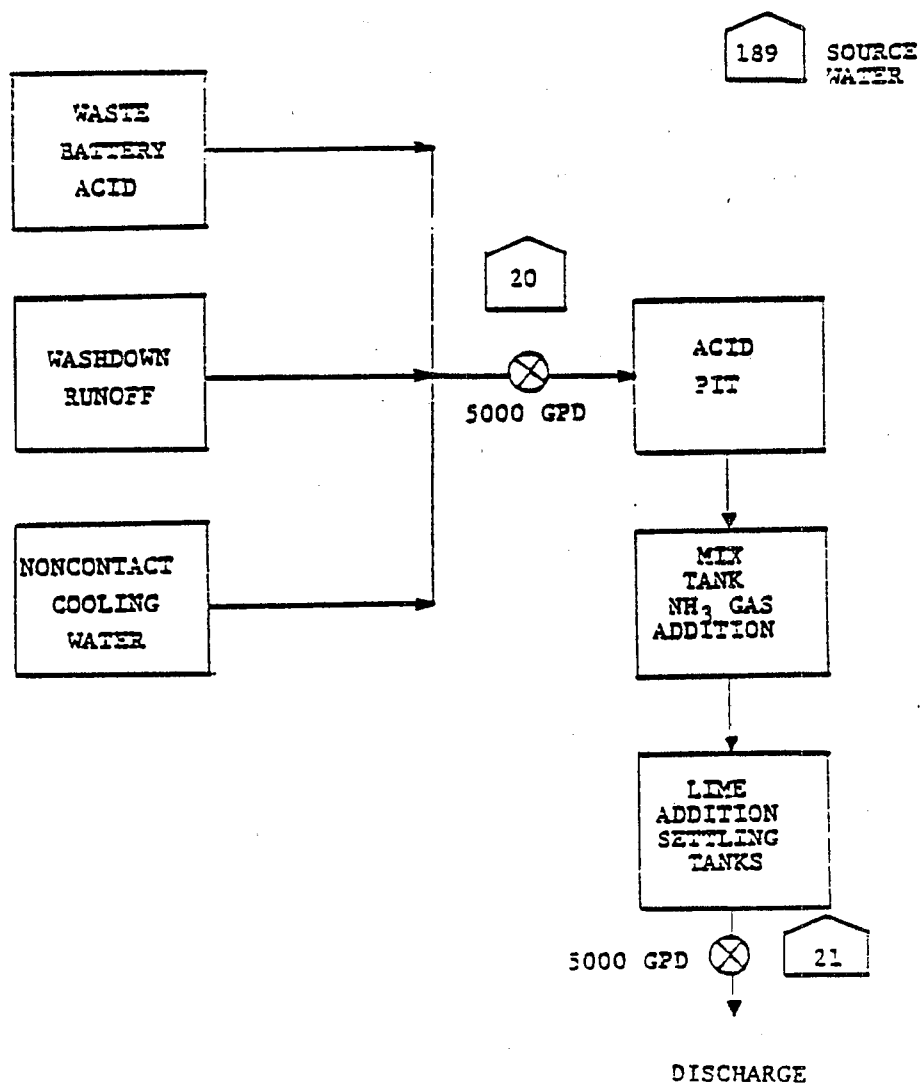 189
SOURCE
WATER
WASTE
BATTERY
ACID
20
WASHDOWN
RUNOFF
5000 GPD
ACID
PIT
NONCONTACT
COOLING
WATER
MIX
TANK
NH₃ GAS
ADDITION
LIME
ADDITION
SETTLING
TANKS
5000 GPD
21
DISCHARGE